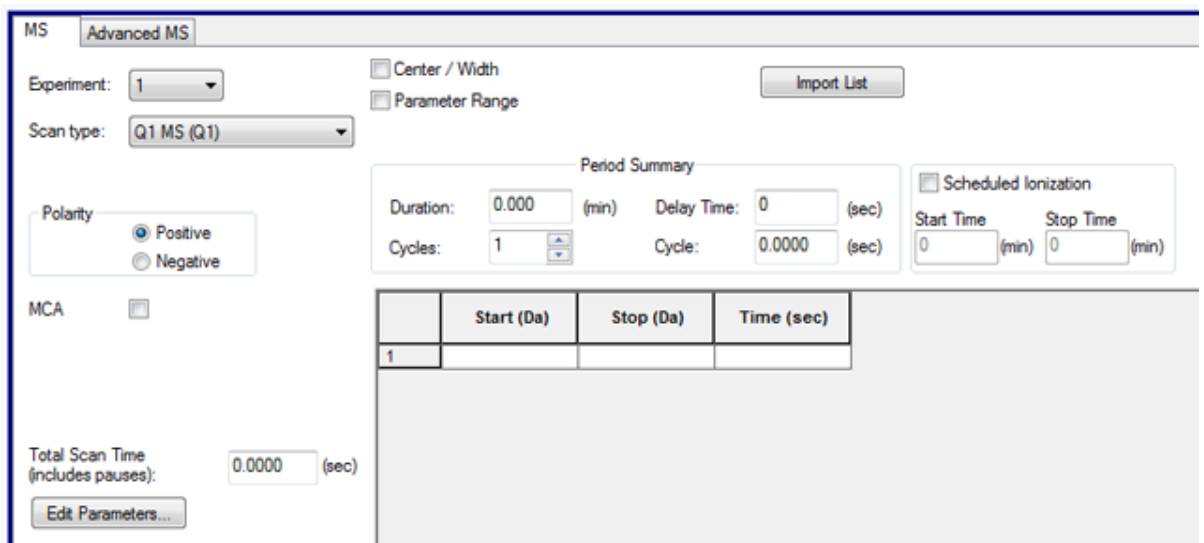 MS Advanced MS
Experiment: 1
Scan type: Q1 MS (Q1)
Center / Width
Parameter Range
Import List
Polarity
Positive
Negative
Period Summary
Duration: 0.000 (min) Delay Time: 0 (sec)
Cycles: 1 Cycle: 0.0000 (sec)
Scheduled Ionization
Start Time Stop Time
0 (min) 0 (min)
MCA
Start (Da) Stop (Da) Time (sec)
1
Total Scan Time
(includes pauses): 0.0000 (sec)
Edit Parameters...